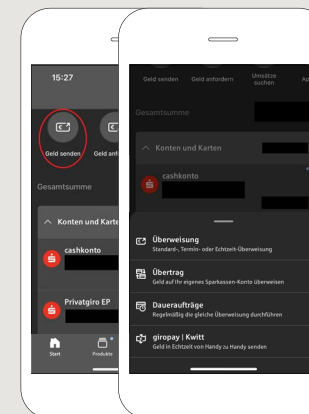 15:27
Geld senden
Geld anf
Gesamtsumme
Konten und Karte
cashkonto
Privatgiro EP
Start
Produkte
Geld senden
Geld anfordern
Umsätze
suchen
Ap
Gesamtsumme
Konten und Karten
cashkonto
Überweisung
Standard-, Termin- oder Echtzeit-Überweisung
Übertrag
Geld auf Ihr eigenes Sparkassen-Konto überweisen
Daueraufträge
Regelmäßig die gleiche Überweisung durchführen
giropay | Kwitt
Geld in Echtzeit von Handy zu Handy senden